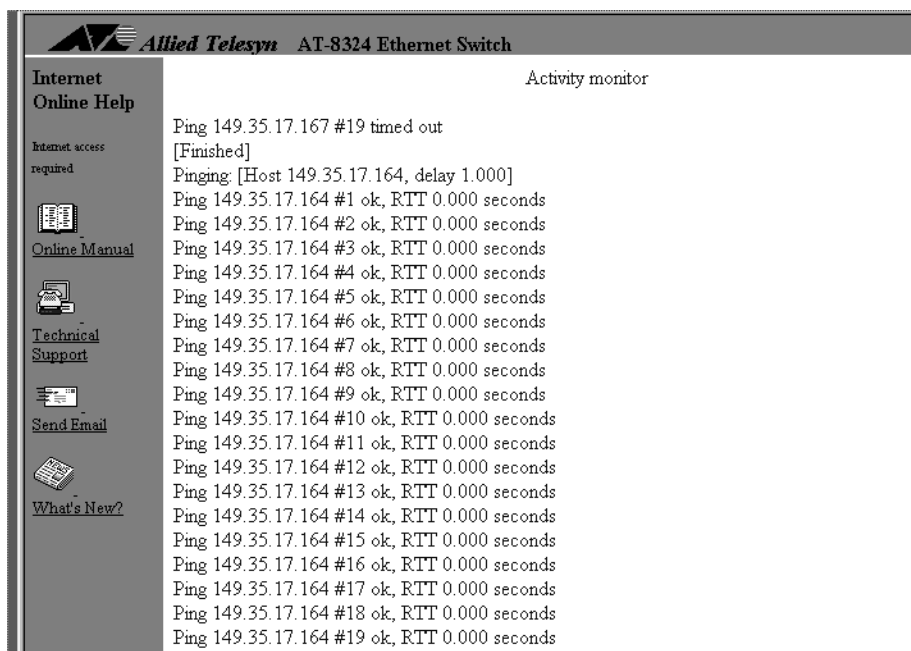 Allied Telesyn AT-8324 Ethernet Switch
Internet
Online Help
Internet access
required
Online Manual
Technical
Support
Send Email
NEWS
What's New?
Activity monitor
Ping 149.35.17.167 #19 timed out
[Finished]
Pinging: [Host 149.35.17.164, delay 1.000]
Ping 149.35.17.164 #1 ok, RTT 0.000 seconds
Ping 149.35.17.164 #2 ok, RTT 0.000 seconds
Ping 149.35.17.164 #3 ok, RTT 0.000 seconds
Ping 149.35.17.164 #4 ok, RTT 0.000 seconds
Ping 149.35.17.164 #5 ok, RTT 0.000 seconds
Ping 149.35.17.164 #6 ok, RTT 0.000 seconds
Ping 149.35.17.164 #7 ok, RTT 0.000 seconds
Ping 149.35.17.164 #8 ok, RTT 0.000 seconds
Ping 149.35.17.164 #9 ok, RTT 0.000 seconds
Ping 149.35.17.164 #10 ok, RTT 0.000 seconds
Ping 149.35.17.164 #11 ok, RTT 0.000 seconds
Ping 149.35.17.164 #12 ok, RTT 0.000 seconds
Ping 149.35.17.164 #13 ok, RTT 0.000 seconds
Ping 149.35.17.164 #14 ok, RTT 0.000 seconds
Ping 149.35.17.164 #15 ok, RTT 0.000 seconds
Ping 149.35.17.164 #16 ok, RTT 0.000 seconds
Ping 149.35.17.164 #17 ok, RTT 0.000 seconds
Ping 149.35.17.164 #18 ok, RTT 0.000 seconds
Ping 149.35.17.164 #19 ok, RTT 0.000 seconds